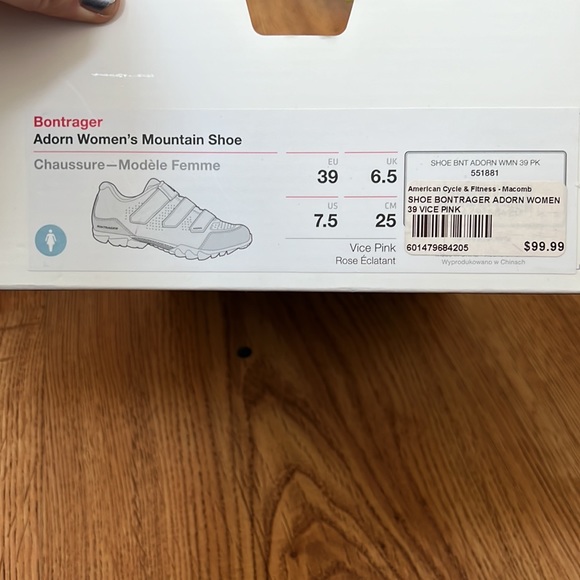 Bontrager
Adorn Women's Mountain Shoe
Chaussure—Modèle Femme
EU
39
UK
6.5
US
7.5
CM
25
Vice Pink
Rose Éclatant
SHOE BNT ADORN WMN 39 PK
551881
American Cycle & Fitness - Macomb
SHOE BONTRAGER ADORN WOMEN
39 VICE PINK
601479684205
$99.99
Wyprodukowano w Chinach